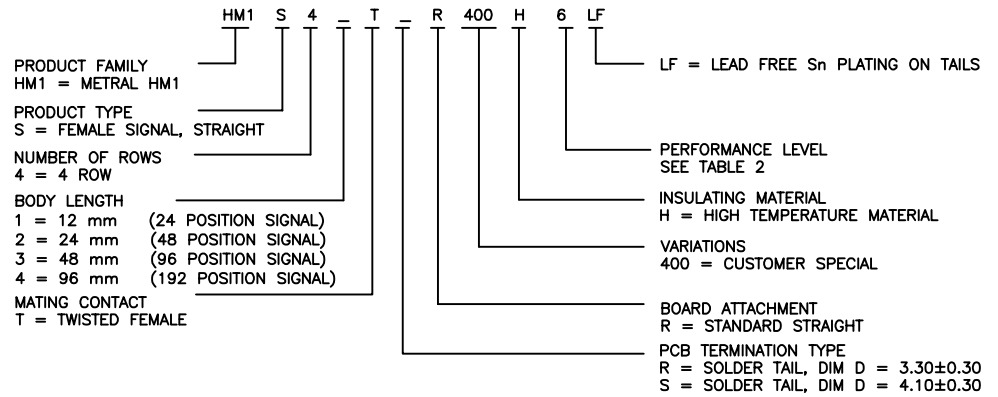 HM1 S 4 _ T _ R 400 H 6 LF
PRODUCT FAMILY
HM1 = METRAL HM1
PRODUCT TYPE
S = FEMALE SIGNAL, STRAIGHT
NUMBER OF ROWS
4 = 4 ROW
BODY LENGTH
1 = 12 mm (24 POSITION SIGNAL)
2 = 24 mm (48 POSITION SIGNAL)
3 = 48 mm (96 POSITION SIGNAL)
4 = 96 mm (192 POSITION SIGNAL)
MATING CONTACT
T = TWISTED FEMALE
LF = LEAD FREE Sn PLATING ON TAILS
PERFORMANCE LEVEL
SEE TABLE 2
INSULATING MATERIAL
H = HIGH TEMPERATURE MATERIAL
VARIATIONS
400 = CUSTOMER SPECIAL
BOARD ATTACHMENT
R = STANDARD STRAIGHT
PCB TERMINATION TYPE
R = SOLDER TAIL, DIM D = 3.30±0.30
S = SOLDER TAIL, DIM D = 4.10±0.30